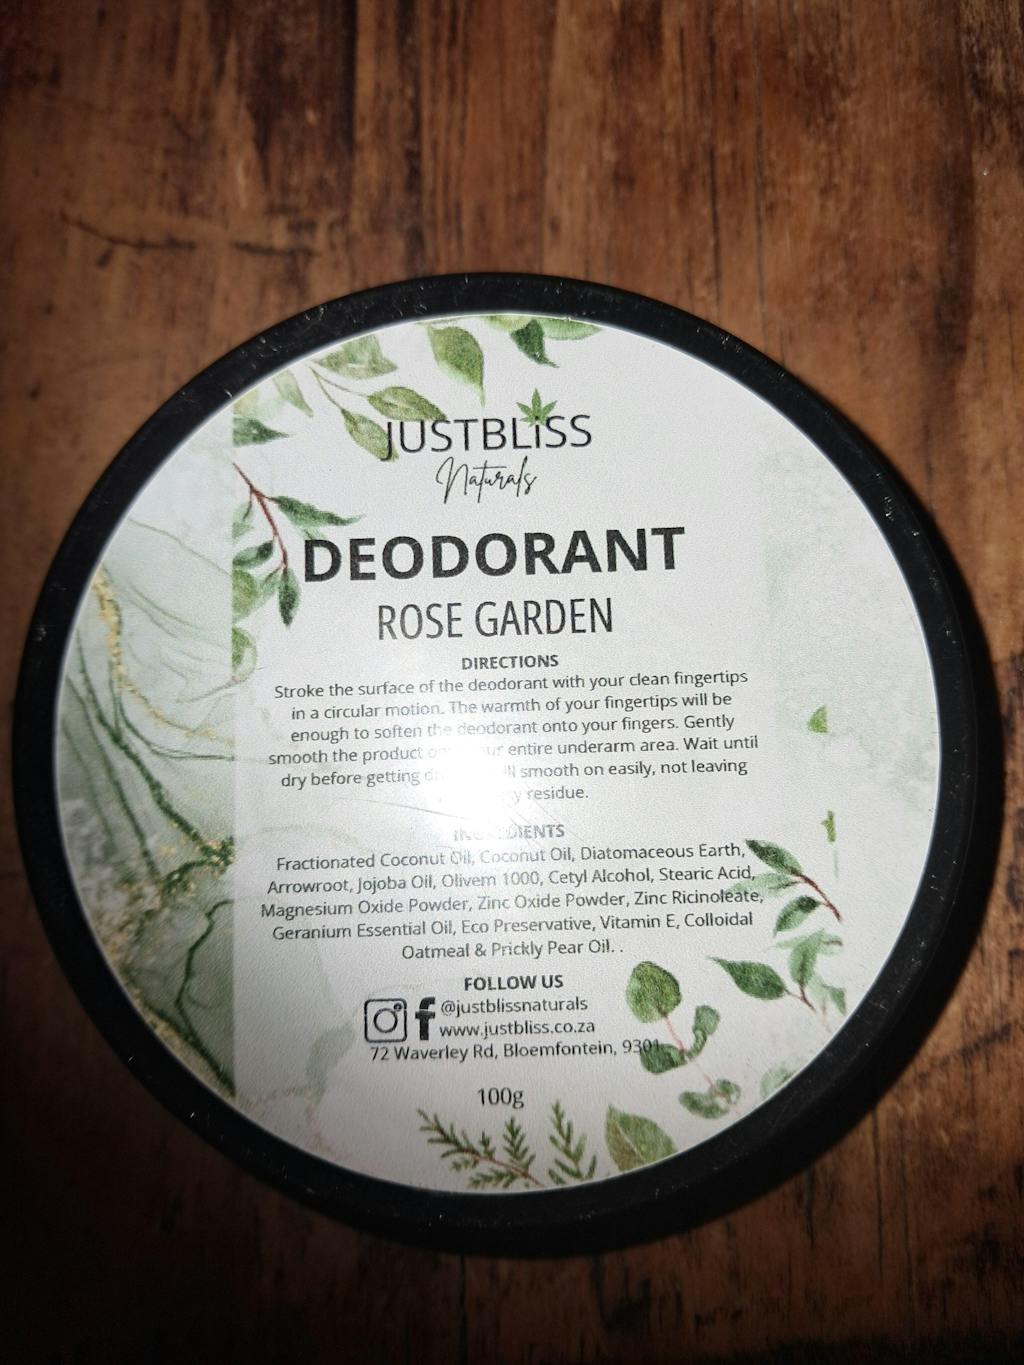 JUSTBLiSS
Naturals
DEODORANT
ROSE GARDEN
DIRECTIONS
Stroke the surface of the deodorant with your clean fingertips
in a circular motion. The warmth of your fingertips will be
enough to soften the deodorant onto your fingers. Gently
smooth the product entire underarm area. Wait until
dry before getting smooth on easily, not leaving
residue.
INGREDIENTS
Fractionated Coconut Oil, Coconut Oil, Diatomaceous Earth,
Arrowroot, Jojoba Oil, Olivem 1000, Cetyl Alcohol, Stearic Acid,
Magnesium Oxide Powder, Zinc Oxide Powder, Zinc Ricinoleate,
Geranium Essential Oil, Eco Preservative, Vitamin E, Colloidal
Oatmeal & Prickly Pear Oil. .
FOLLOW US
@justblissnaturals
www.justbliss.co.za
72 Waverley Rd, Bloemfontein, 9301
100g